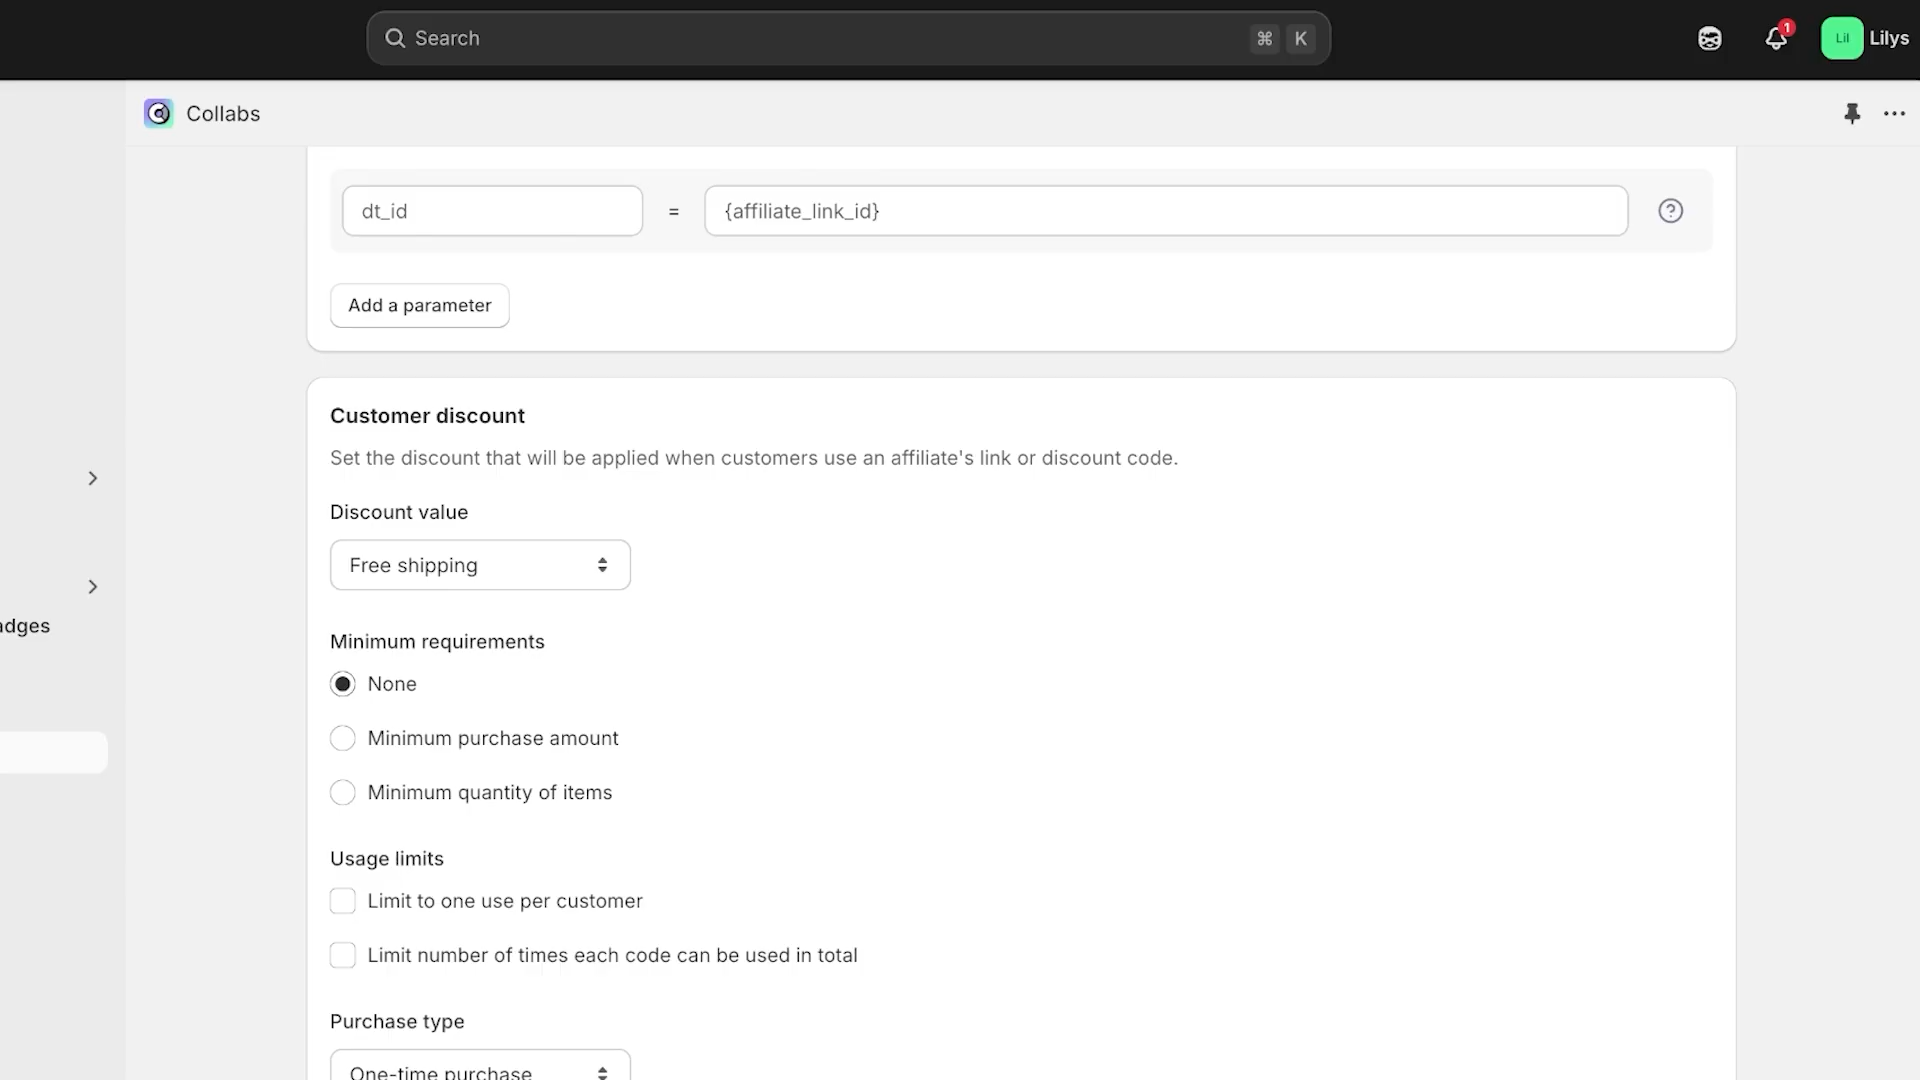 Search ⌘ K
1
Lil Lilys
Collabs
dt_id = {affiliate_link_id}
Add a parameter
Customer discount
Set the discount that will be applied when customers use an affiliate's link or discount code.
Discount value
Free shipping
Minimum requirements
adges
None
Minimum purchase amount
Minimum quantity of items
Usage limits
Limit to one use per customer
Limit number of times each code can be used in total
Purchase type
One-time purchase